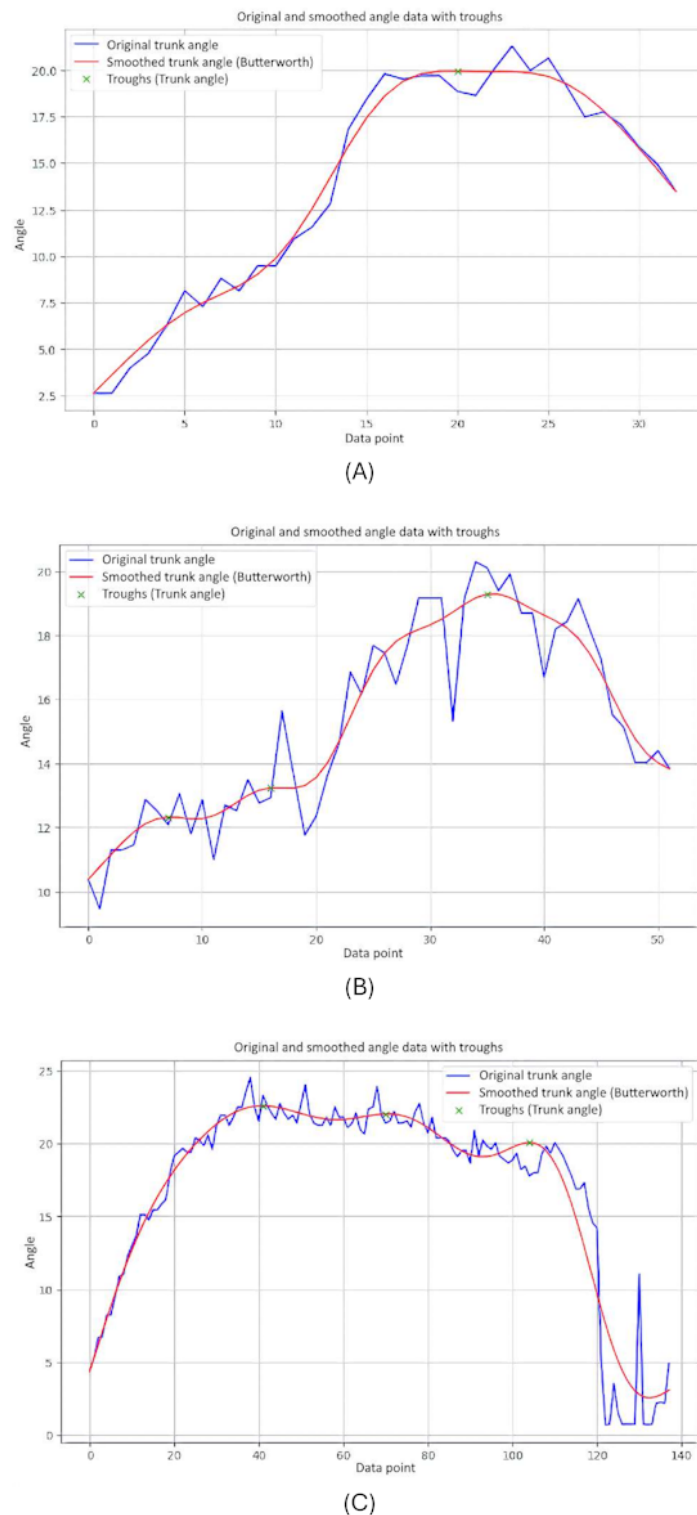 Original and smoothed angle data with troughs
Original trunk angle
Smoothed trunk angle (Butterworth)
Troughs (Trunk angle)
20.0
17.5
15.0
12.5
10.0
7.5
5.0
2.5
Angle
0 5 10 15 20 25 30
Data point
(A)
Original and smoothed angle data with troughs
Original trunk angle
Smoothed trunk angle (Butterworth)
Troughs (Trunk angle)
20
18
16
14
12
10
Angle
0 10 20 30 40 50
Data point
(B)
Original and smoothed angle data with troughs
Original trunk angle
Smoothed trunk angle (Butterworth)
Troughs (Trunk angle)
25
20
15
10
5
0
Angle
0 20 40 60 80 100 120 140
Data point
(C)